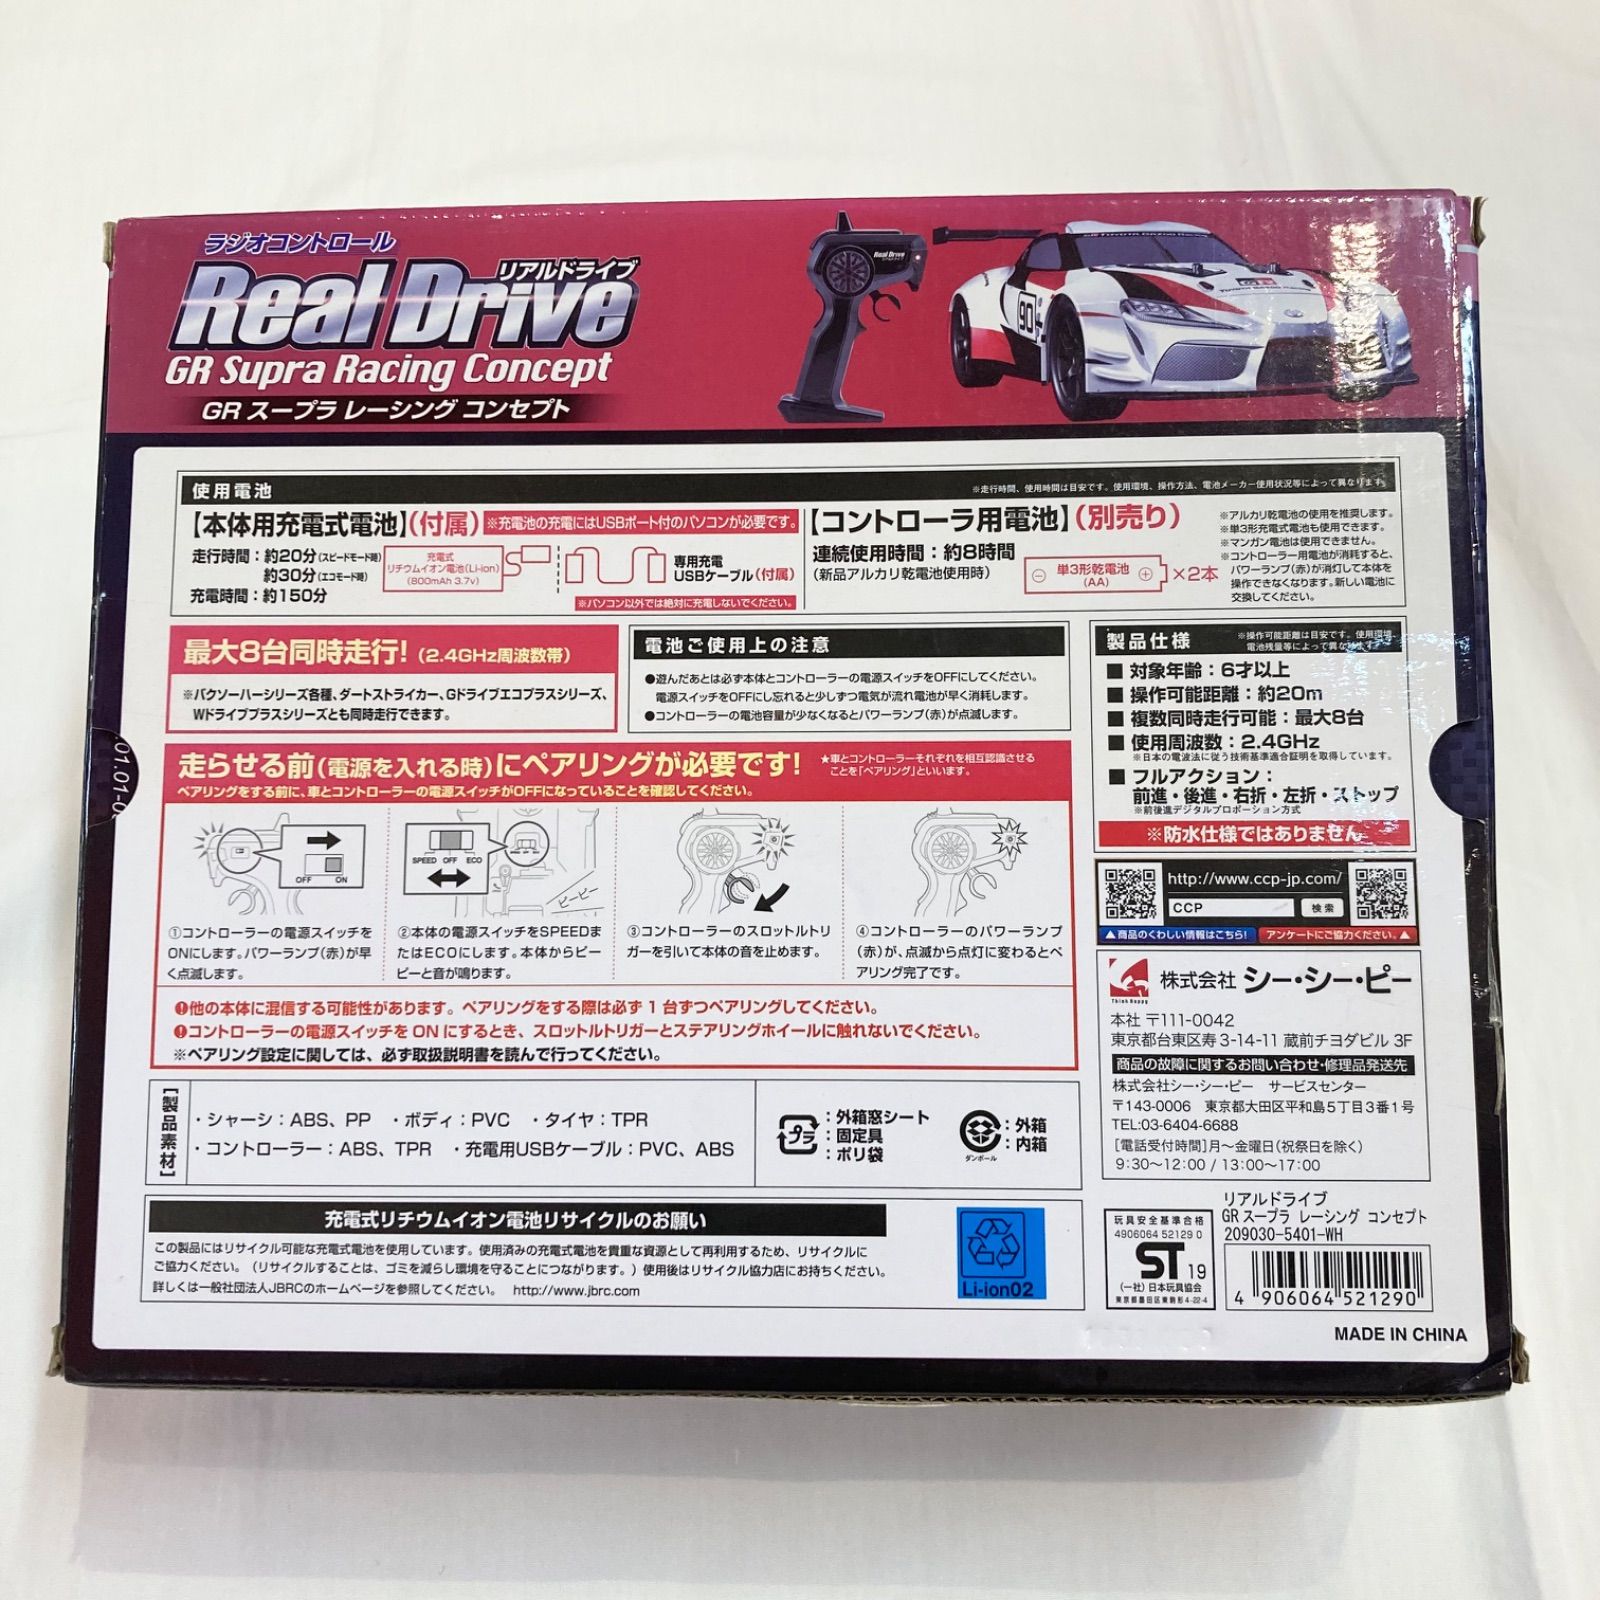 ラジオコントロール
Real Drive
リアルドライブ
GR Supra Racing Concept
GR スープラ レーシング コンセプト
Real Drive
90
使用電池
※走行時間、使用時間は目安です。使用環境、操作方法、電池メーカー使用状況等によって異なります。
【本体用充電式電池】(付属)
※充電池の充電にはUSBポート付のパソコンが必要です。
走行時間：約20分(スピードモード時)
約30分(エコモード時)
充電時間：約150分
充電式
リチウムイオン電池(Li-ion)
(800mAh 3.7v)
専用充電
USBケーブル(付属)
※パソコン以外では絶対に充電しないでください。
【コントローラ用電池】(別売り)
連続使用時間：約8時間
(新品アルカリ乾電池使用時)
単3形乾電池
(AA)
×2本
※アルカリ乾電池の使用を推奨します。
※単3形充電式電池も使用できます。
※マンガン電池は使用できません。
※コントローラー用電池が消耗すると、
パワーランプ(赤)が消灯して本体を
操作できなくなります。新しい電池に
交換してください。
最大8台同時走行! (2.4GHz周波数帯)
※バクソーハーシリーズ各種、ダートストライカー、Gドライブエコプラスシリーズ、
Wドライブプラスシリーズとも同時走行できます。
電池ご使用上の注意
●遊んだあとは必ず本体とコントローラーの電源スイッチをOFFにしてください。
電源スイッチをOFFにし忘れると少しずつ電気が流れ電池が早く消耗します。
●コントローラーの電池容量が少なくなるとパワーランプ(赤)が点滅します。
製品仕様
※操作可能距離は目安です。使用環境、
電池残量等によって異なります。
■ 対象年齢：6才以上
■ 操作可能距離：約20m
■ 複数同時走行可能：最大8台
■ 使用周波数：2.4GHz
※日本の電波法に従う技術基準適合証明を取得しています。
■ フルアクション：
前進・後進・右折・左折・ストップ
※前後進デジタルプロポーション方式
※防水仕様ではありません
走らせる前(電源を入れる時)にペアリングが必要です!
★車とコントローラーそれぞれを相互認識させる
ことを「ペアリング」といいます。
ペアリングをする前に、車とコントローラーの電源スイッチがOFFになっていることを確認してください。
OFF ON
SPEED OFF ECO
ピーピー
①コントローラーの電源スイッチを
ONにします。パワーランプ(赤)が早
く点滅します。
②本体の電源スイッチをSPEEDま
たはECOにします。本体からピー
ピーと音が鳴ります。
③コントローラーのスロットルトリ
ガーを引いて本体の音を止めます。
④コントローラーのパワーランプ
(赤)が、点滅から点灯に変わるとペ
アリング完了です。
❶他の本体に混信する可能性があります。ペアリングをする際は必ず 1 台ずつペアリングしてください。
❶コントローラーの電源スイッチを ON にするとき、スロットルトリガーとステアリングホイールに触れないでください。
※ペアリング設定に関しては、必ず取扱説明書を読んで行ってください。
http://www.ccp-jp.com/
CCP
検索
▲商品のくわしい情報はこちら!
アンケートにご協力ください。▲
Think Happy
株式会社 シー・シー・ピー
本社 〒111-0042
東京都台東区寿 3-14-11 蔵前チヨダビル 3F
商品の故障に関するお問い合わせ・修理品発送先
株式会社シー・シー・ピー サービスセンター
〒143-0006 東京都大田区平和島5丁目3番1号
TEL:03-6404-6688
[電話受付時間]月～金曜日(祝祭日を除く)
9:30～12:00 / 13:00～17:00
【製品素材】
・シャーシ：ABS、PP ・ボディ：PVC ・タイヤ：TPR
・コントローラー：ABS、TPR ・充電用USBケーブル：PVC、ABS
プラ
：外箱窓シート
：固定具
：ポリ袋
ダンボール
：外箱
：内箱
充電式リチウムイオン電池リサイクルのお願い
この製品にはリサイクル可能な充電式電池を使用しています。使用済みの充電式電池を貴重な資源として再利用するため、リサイクルに
ご協力ください。（リサイクルすることは、ゴミを減らし環境を守ることにつながります。）使用後はリサイクル協力店にお持ちください。
詳しくは一般社団法人JBRCのホームページを参照してください。 http://www.jbrc.com
Li-ion02
玩具安全基準合格
4906064 52129 0
ST 19
(一社)日本玩具協会
東京都墨田区東駒形 4-22-4
リアルドライブ
GR スープラ レーシング コンセプト
209030-5401-WH
4 906064 521290
MADE IN CHINA